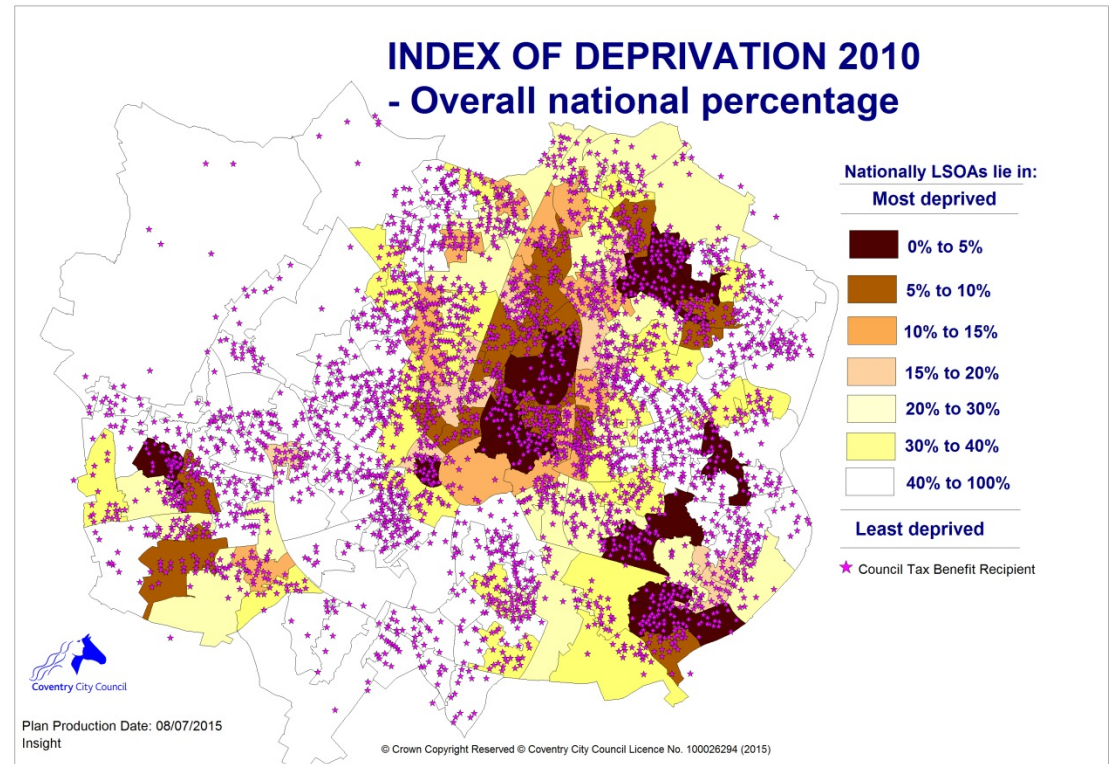 INDEX OF DEPRIVATION 2010
- Overall national percentage
Nationally LSOAs lie in:
Most deprived
0% to 5%
5% to 10%
10% to 15%
15% to 20%
20% to 30%
30% to 40%
40% to 100%
Least deprived
Council Tax Benefit Recipient
Coventry City Council
Plan Production Date: 08/07/2015
Insight
© Crown Copyright Reserved © Coventry City Council Licence No. 100026294 (2015)